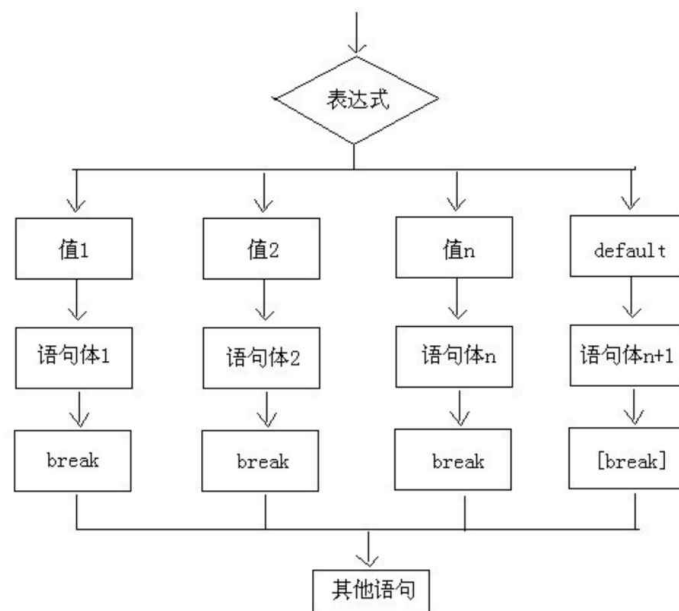 表达式
值1
值2
值n
default
语句体1
语句体2
语句体n
语句体n+1
break
break
break
[break]
其他语句